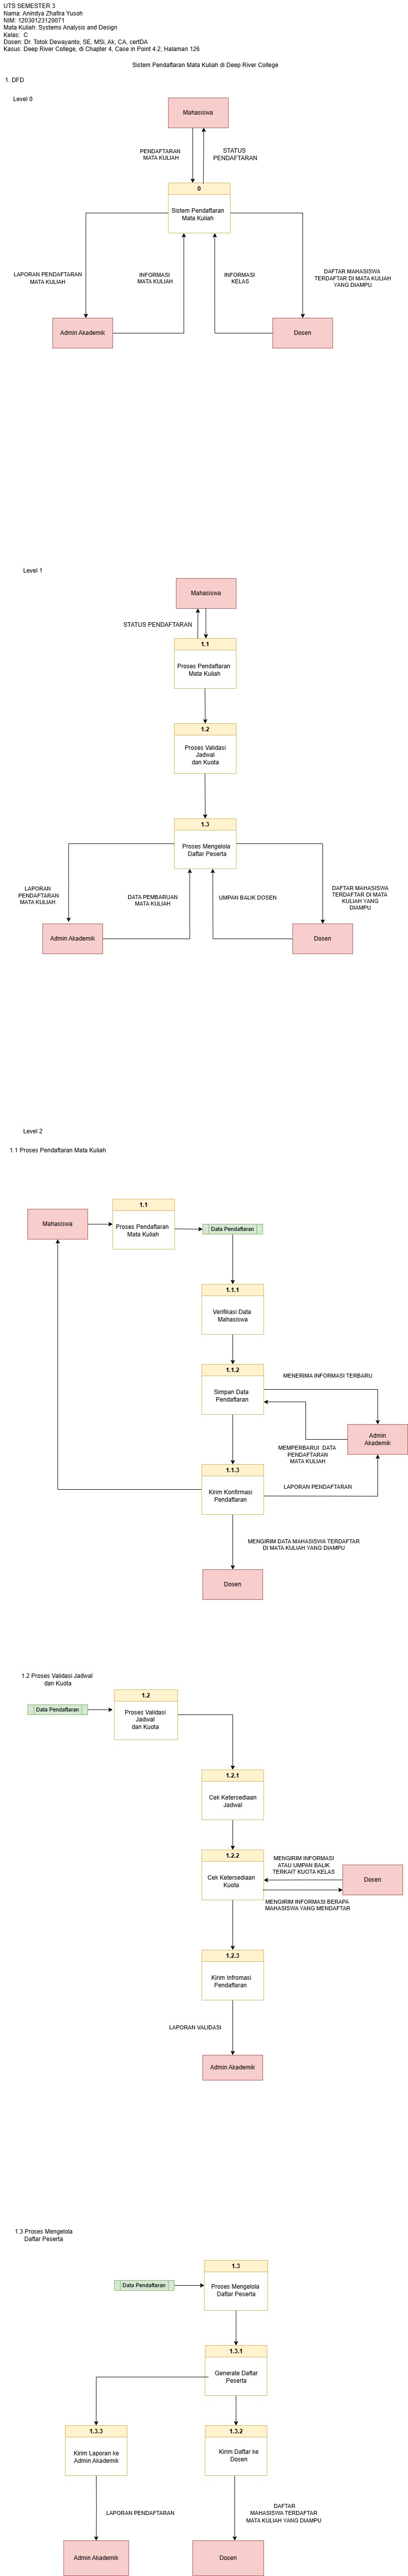 UTS SEMESTER 3
Nama: Anindya Zhafira Yusoh
NIM: 12030123120071
Mata Kuliah: Systems Analysis and Design
Kelas:  C
Dosen: Dr. Totok Dewayanto, SE, MSi, Ak, CA, certDA
Kasus: Deep River College, di Chapter 4, Case in Point 4.2, Halaman 126
Sistem Pendaftaran Mata Kuliah di Deep River College
1. DFD
Level 0
Mahasiswa
PENDAFTARAN
MATA KULIAH
STATUS
PENDAFTARAN
0
Sistem Pendaftaran
Mata Kuliah
LAPORAN PENDAFTARAN
MATA KULIAH
INFORMASI
MATA KULIAH
INFORMASI
KELAS
DAFTAR MAHASISWA
TERDAFTAR DI MATA KULIAH
YANG DIAMPU
Admin Akademik
Dosen
Level 1
Mahasiswa
STATUS PENDAFTARAN
1.1
Proses Pendaftaran
Mata Kuliah
1.2
Proses Validasi
Jadwal
dan Kuota
1.3
Proses Mengelola
Daftar Peserta
LAPORAN
PENDAFTARAN
MATA KULIAH
DATA PEMBARUAN
MATA KULIAH
UMPAN BALIK DOSEN
DAFTAR MAHASISWA
TERDAFTAR DI MATA
KULIAH YANG
DIAMPU
Admin Akademik
Dosen
Level 2
1.1 Proses Pendaftaran Mata Kuliah
Mahasiswa
1.1
Proses Pendaftaran
Mata Kuliah
Data Pendaftaran
1.1.1
Verifikasi Data
Mahasiswa
1.1.2
Simpan Data
Pendaftaran
MENERIMA INFORMASI TERBARU
Admin
Akademik
MEMPERBARUI  DATA
PENDAFTARAN
MATA KULIAH
1.1.3
Kirim Konfirmasi
Pendaftaran
LAPORAN PENDAFTARAN
MENGIRIM DATA MAHASISWA TERDAFTAR
DI MATA KULIAH YANG DIAMPU
Dosen
1.2 Proses Validasi Jadwal
dan Kuota
Data Pendaftaran
1.2
Proses Validasi
Jadwal
dan Kuota
1.2.1
Cek Ketersediaan
Jadwal
1.2.2
Cek Ketersediaan
Kuota
MENGIRIM INFORMASI
ATAU UMPAN BALIK
TERKAIT KUOTA KELAS
Dosen
MENGIRIM INFORMASI BERAPA
MAHASISWA YANG MENDAFTAR
1.2.3
Kirim Infromasi
Pendaftaran
LAPORAN VALIDASI
Admin Akademik
1.3 Proses Mengelola
Daftar Peserta
Data Pendaftaran
1.3
Proses Mengelola
Daftar Peserta
1.3.1
Generate Daftar
Peserta
1.3.3
Kirim Laporan ke
Admin Akademik
1.3.2
Kirim Daftar ke
Dosen
LAPORAN PENDAFTARAN
DAFTAR
MAHASISWA TERDAFTAR
MATA KULIAH YANG DIAMPU
Admin Akademik
Dosen